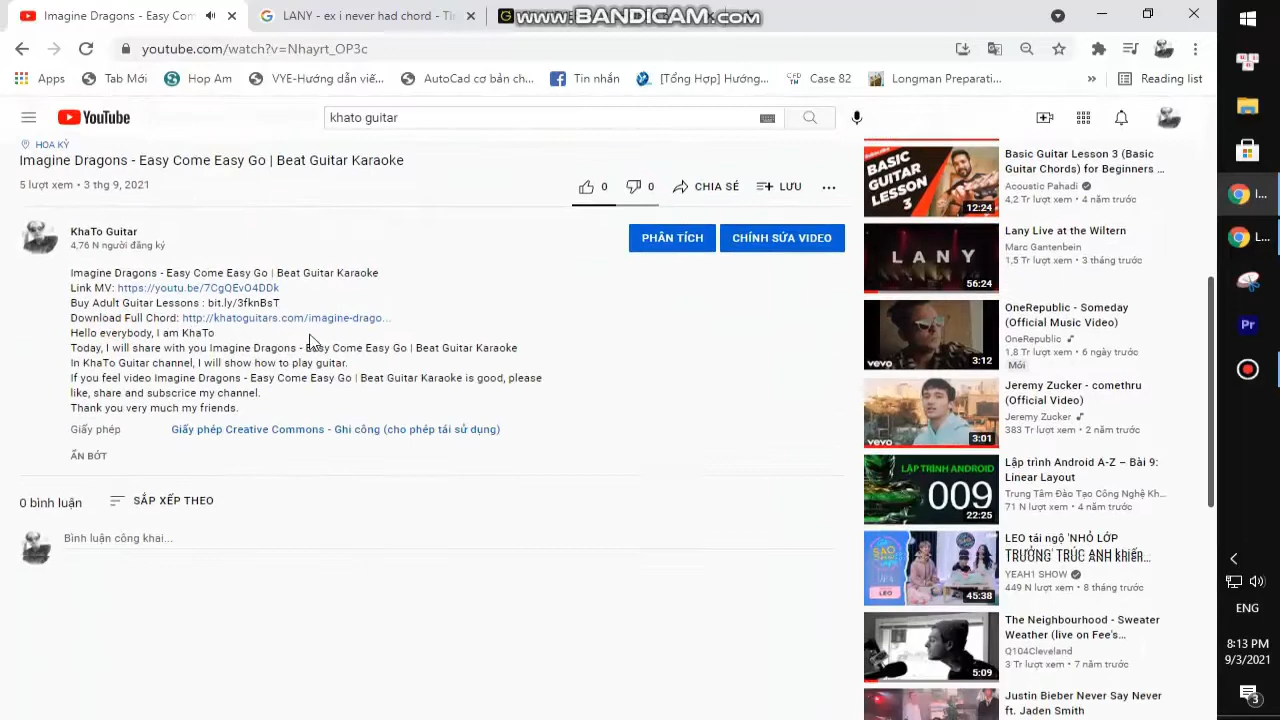 Imagine Dragons - Easy Com
LANY - ex i never had chord - Th
www.BANDICAM.com
youtube.com/watch?v=Nhayrt_OP3c
Apps
Tab Mới
Hop Am
VYE-Hướng dẫn viế...
AutoCad cơ bản ch...
Tin nhắn
[Tổng Hợp] Hướng...
Case 82
Longman Preparati...
»
Reading list
YouTube
khato guitar
HOA KỲ
Imagine Dragons - Easy Come Easy Go | Beat Guitar karaoke
5 lượt xem • 3 thg 9, 2021
0
0
CHIA SẺ
LƯU
KhaTo Guitar
4,76 N người đăng ký
PHÂN TÍCH
CHỈNH SỬA VIDEO
Imagine Dragons - Easy Come Easy Go | Beat Guitar karaoke
Link MV: https://youtu.be/7CgQEvO4DDk
Buy Adult Guitar Lessons : bit.ly/3fknBsT
Download Full Chord: http://khatoguitars.com/imagine-drago...
Hello everybody, I am KhaTo
Today, I will share with you Imagine Dragons - Easy Come Easy Go | Beat Guitar Karaoke
In KhaTo Guitar channel, I will show how to play guitar.
If you feel video Imagine Dragons - Easy Come Easy Go | Beat Guitar Karaoke is good, please
like, share and subscrice my channel.
Thank you very much my friends.
Giấy phép
Giấy phép Creative Commons - Ghi công (cho phép tái sử dụng)
ẨN BỚT
0 bình luận
SẮP XẾP THEO
Bình luận công khai...
BASIC
GUITAR
LESSON
3
12:24
Basic Guitar Lesson 3 (Basic
Guitar Chords) for Beginners ...
Acoustic Pahadi
4,2 Tr lượt xem • 4 năm trước
LANY
56:24
Lany Live at the Wiltern
Marc Gantenbein
1,5 Tr lượt xem • 3 tháng trước
vevo
3:12
OneRepublic - Someday
(Official Music Video)
OneRepublic
1,8 Tr lượt xem • 6 ngày trước
Mới
vevo
3:01
Jeremy Zucker - comethru
(Official Video)
Jeremy Zucker
383 Tr lượt xem • 2 năm trước
LẬP TRÌNH ANDROID
009
22:25
Lập trình Android A-Z – Bài 9:
Linear Layout
Trung Tâm Đào Tạo Công Nghệ Kh...
71 N lượt xem • 4 năm trước
SAO
LEO
45:38
LEO tái ngộ 'NHỎ LỚP
TRƯỞNG' TRÚC ANH khiến...
YEAH1 SHOW
449 N lượt xem • 8 tháng trước
5:09
The Neighbourhood - Sweater
Weather (live on Fee's...
Q104Cleveland
3 Tr lượt xem • 7 năm trước
Justin Bieber Never Say Never
ft. Jaden Smith
I...
L...
Pr
ENG
8:13 PM
9/3/2021
3